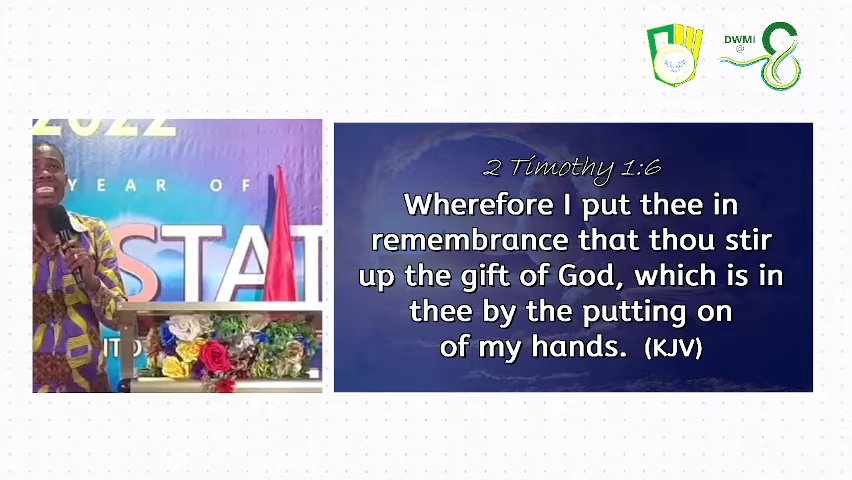 DWMI
@
8
2022
YEAR OF
STAT
2 Timothy 1:6
Wherefore I put thee in
remembrance that thou stir
up the gift of God, which is in
thee by the putting on
of my hands. (KJV)